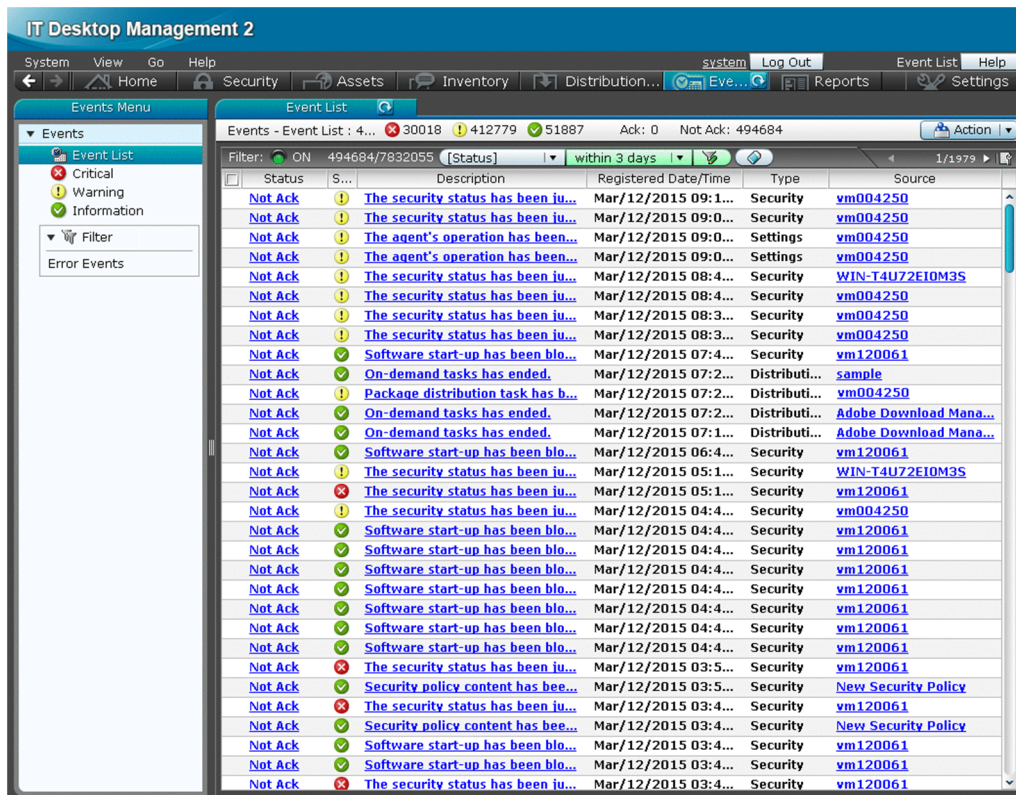 IT Desktop Management 2
System View Go Help system Log Out Event List Help
Home Security Assets Inventory Distribution... Eve... Reports Settings
Events Menu Event List
Events Events - Event List : 4... 30018 412779 51887 Ack: 0 Not Ack: 494684 Action
Event List Filter: ON 494684/7832055 [Status] within 3 days 1/1979
Critical Status S... Description Registered Date/Time Type Source
Warning
Information
Filter
Error Events
Not Ack The security status has been ju... Mar/12/2015 09:1... Security vm004250
Not Ack The security status has been ju... Mar/12/2015 09:0... Security vm004250
Not Ack The agent's operation has been... Mar/12/2015 09:0... Settings vm004250
Not Ack The agent's operation has been... Mar/12/2015 09:0... Settings vm004250
Not Ack The security status has been ju... Mar/12/2015 08:4... Security WIN-T4U72EI0M3S
Not Ack The security status has been ju... Mar/12/2015 08:4... Security vm004250
Not Ack The security status has been ju... Mar/12/2015 08:3... Security vm004250
Not Ack The security status has been ju... Mar/12/2015 08:3... Security vm004250
Not Ack Software start-up has been blo... Mar/12/2015 07:4... Security vm120061
Not Ack On-demand tasks has ended. Mar/12/2015 07:2... Distributi... sample
Not Ack Package distribution task has b... Mar/12/2015 07:2... Distributi... vm004250
Not Ack On-demand tasks has ended. Mar/12/2015 07:2... Distributi... Adobe Download Mana...
Not Ack On-demand tasks has ended. Mar/12/2015 07:1... Distributi... Adobe Download Mana...
Not Ack Software start-up has been blo... Mar/12/2015 06:4... Security vm120061
Not Ack The security status has been ju... Mar/12/2015 05:1... Security WIN-T4U72EI0M3S
Not Ack The security status has been ju... Mar/12/2015 05:1... Security vm120061
Not Ack The security status has been ju... Mar/12/2015 04:4... Security vm004250
Not Ack Software start-up has been blo... Mar/12/2015 04:4... Security vm120061
Not Ack Software start-up has been blo... Mar/12/2015 04:4... Security vm120061
Not Ack Software start-up has been blo... Mar/12/2015 04:4... Security vm120061
Not Ack Software start-up has been blo... Mar/12/2015 04:4... Security vm120061
Not Ack Software start-up has been blo... Mar/12/2015 04:4... Security vm120061
Not Ack Software start-up has been blo... Mar/12/2015 04:4... Security vm120061
Not Ack Software start-up has been blo... Mar/12/2015 04:4... Security vm120061
Not Ack The security status has been ju... Mar/12/2015 03:5... Security vm120061
Not Ack Security policy content has bee... Mar/12/2015 03:5... Security New Security Policy
Not Ack The security status has been ju... Mar/12/2015 03:4... Security vm120061
Not Ack Security policy content has bee... Mar/12/2015 03:4... Security New Security Policy
Not Ack Software start-up has been blo... Mar/12/2015 03:4... Security vm120061
Not Ack Software start-up has been blo... Mar/12/2015 03:4... Security vm120061
Not Ack The security status has been ju... Mar/12/2015 03:4... Security vm120061